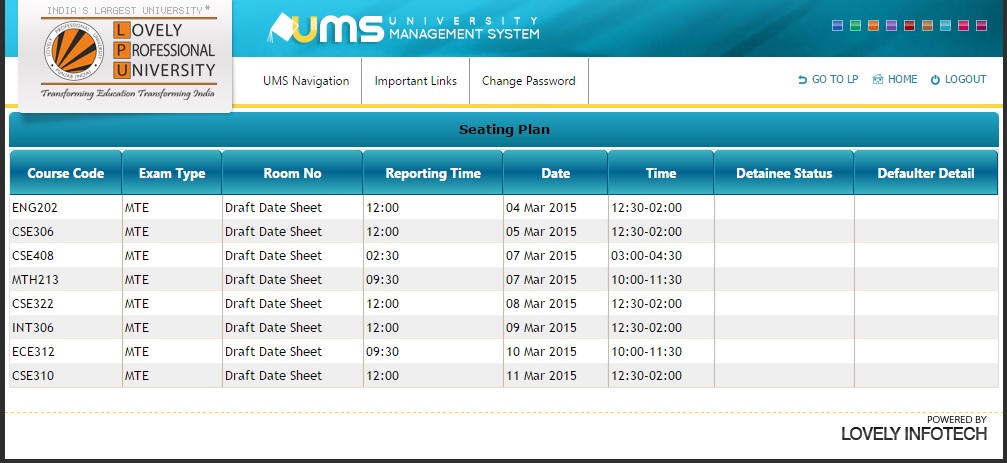 INDIA'S LARGEST UNIVERSITY*
LOVELY
PROFESSIONAL
UNIVERSITY
Transforming Education Transforming India
UMS UNIVERSITY
MANAGEMENT SYSTEM
UMS Navigation Important Links Change Password GO TO LP HOME LOGOUT
Seating Plan
Course Code Exam Type Room No Reporting Time Date Time Detainee Status Defaulter Detail
ENG202 MTE Draft Date Sheet 12:00 04 Mar 2015 12:30-02:00
CSE306 MTE Draft Date Sheet 12:00 05 Mar 2015 12:30-02:00
CSE408 MTE Draft Date Sheet 02:30 07 Mar 2015 03:00-04:30
MTH213 MTE Draft Date Sheet 09:30 07 Mar 2015 10:00-11:30
CSE322 MTE Draft Date Sheet 12:00 08 Mar 2015 12:30-02:00
INT306 MTE Draft Date Sheet 12:00 09 Mar 2015 12:30-02:00
ECE312 MTE Draft Date Sheet 09:30 10 Mar 2015 10:00-11:30
CSE310 MTE Draft Date Sheet 12:00 11 Mar 2015 12:30-02:00
POWERED BY
LOVELY INFOTECH